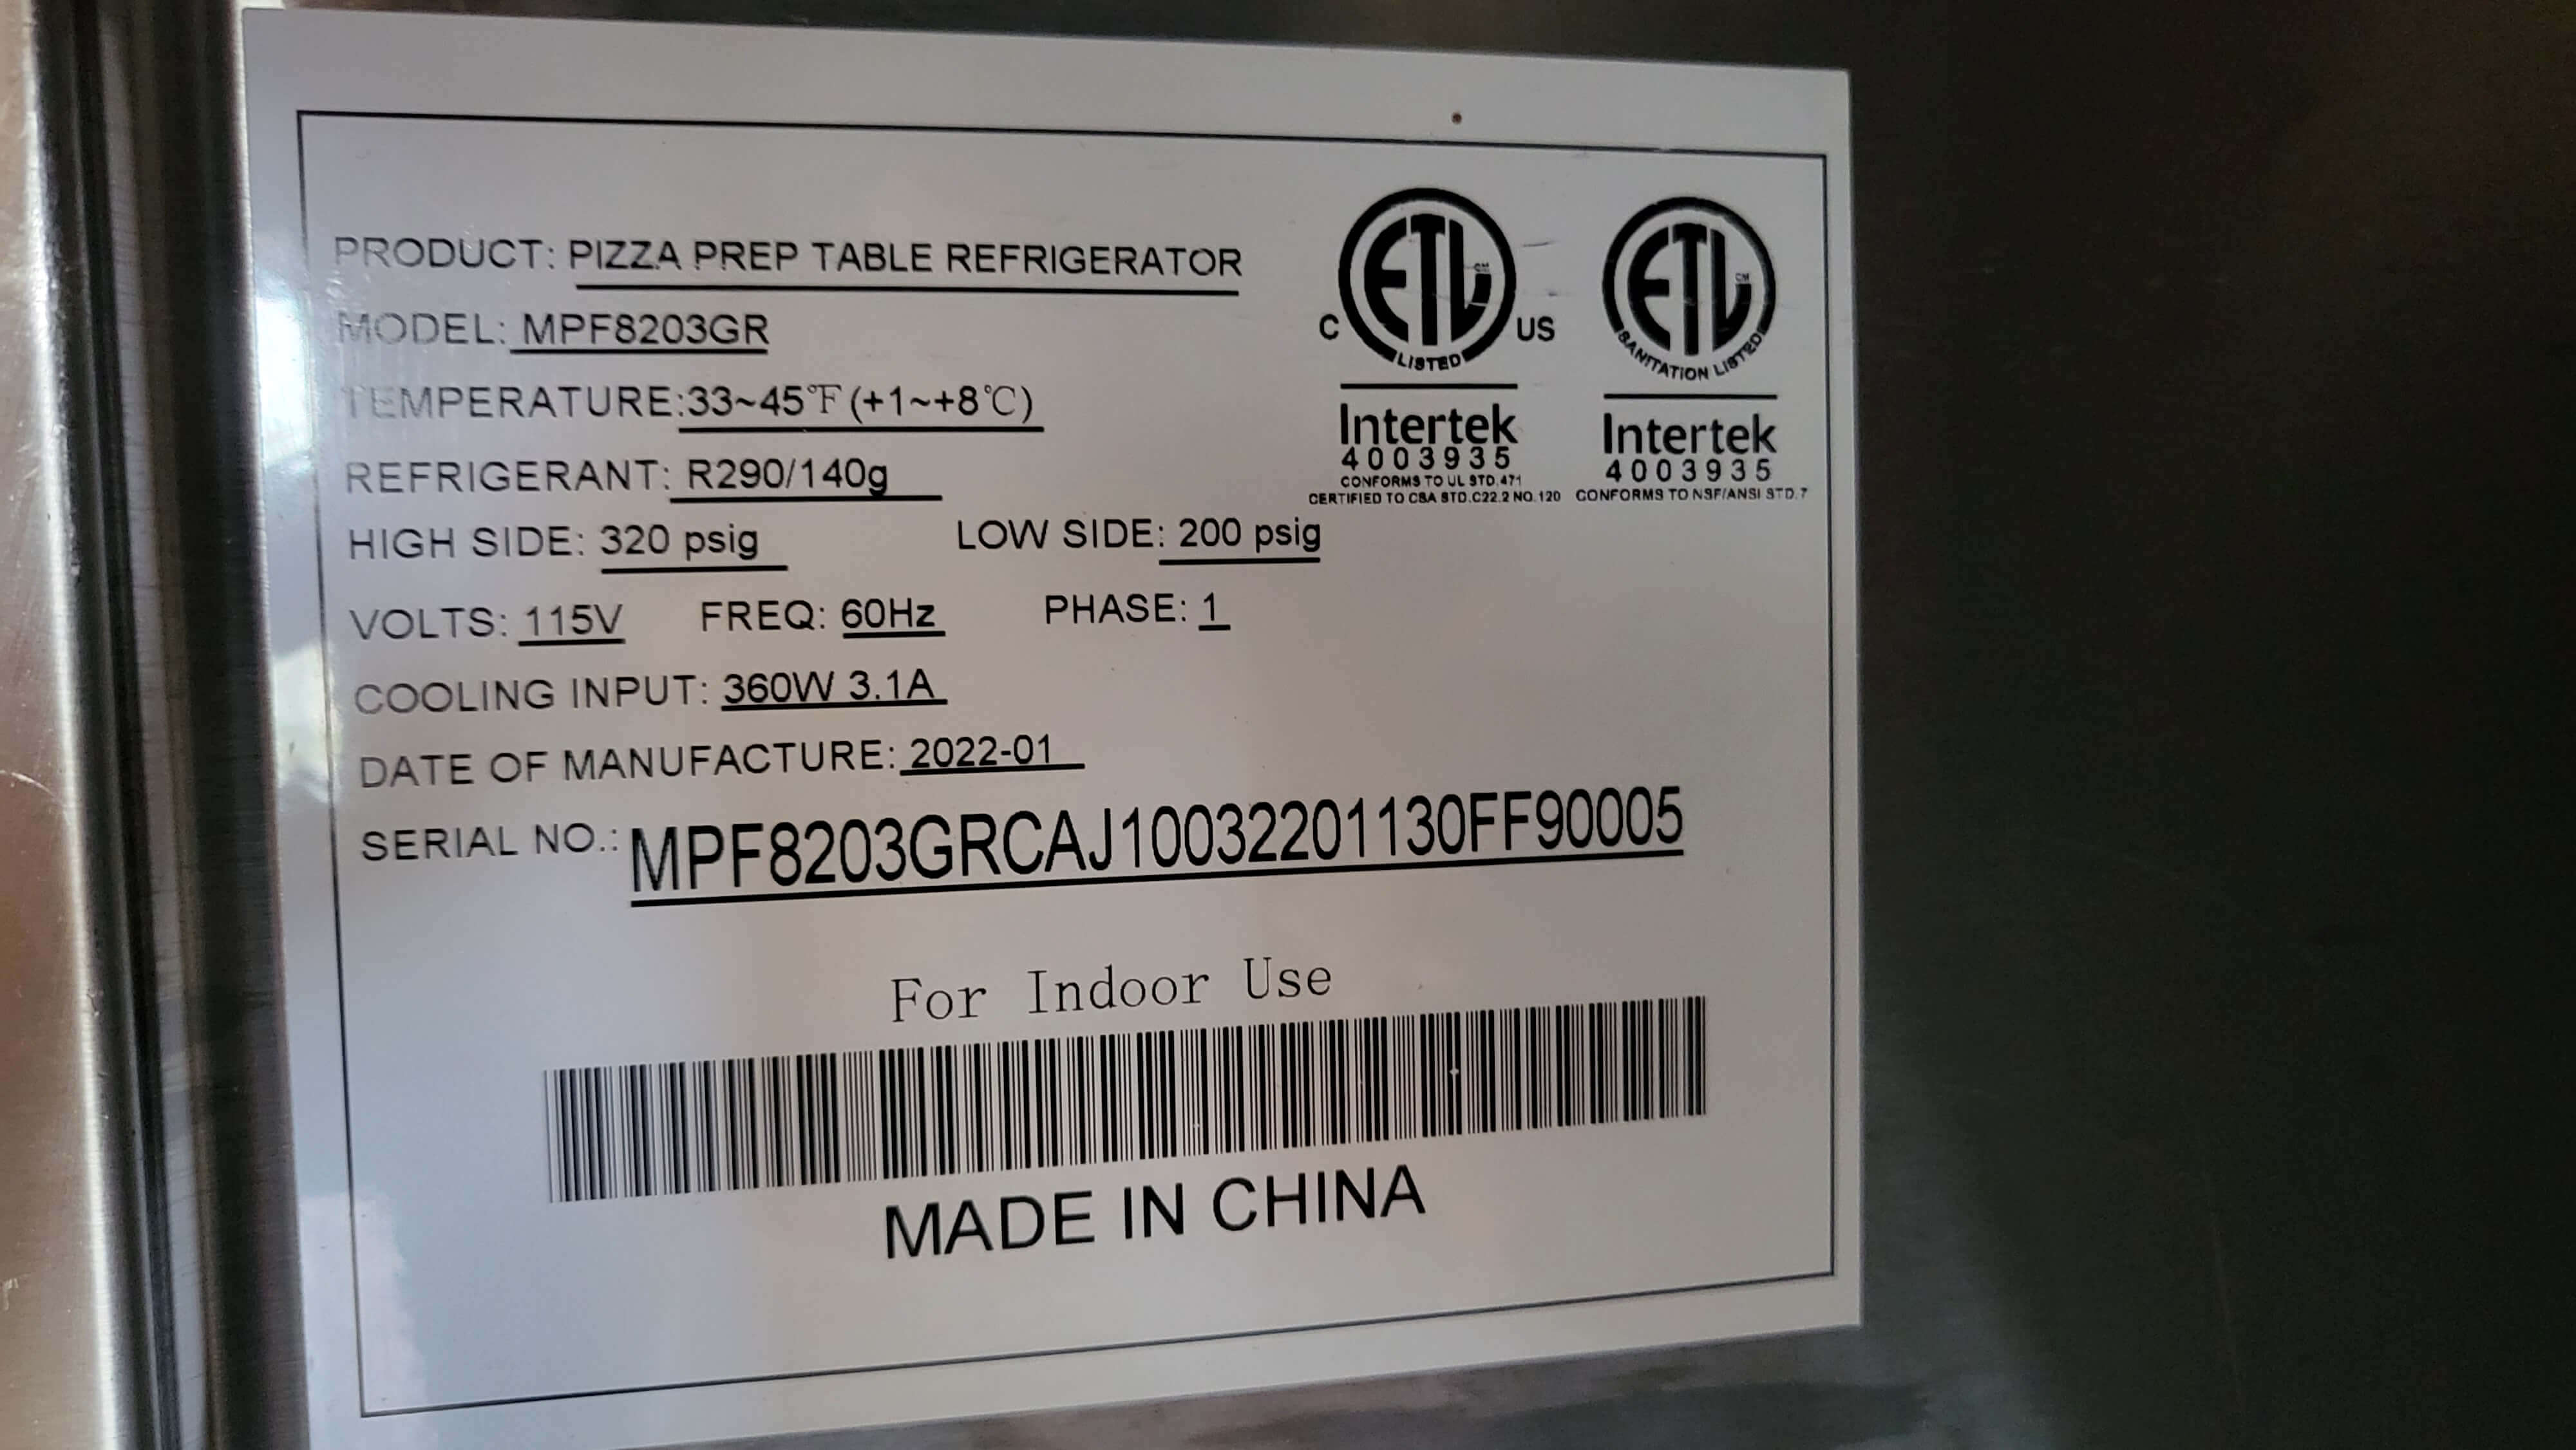 PRODUCT: PIZZA PREP TABLE REFRIGERATOR
MODEL: MPF8203GR
TEMPERATURE:33~45℉(+1~+8℃)
REFRIGERANT: R290/140g
HIGH SIDE: 320 psig LOW SIDE: 200 psig
VOLTS: 115V FREQ: 60Hz PHASE: 1
COOLING INPUT: 360W 3.1A
DATE OF MANUFACTURE: 2022-01
SERIAL NO.: MPF8203GRCAJ10032201130FF90005
C ETL CM US
LISTED
Intertek
4003935
CONFORMS TO UL STD.471
CERTIFIED TO CSA STD.C22.2 NO.120
ETL CM
SANITATION LISTED
Intertek
4003935
CONFORMS TO NSF/ANSI STD.7
For Indoor Use
MADE IN CHINA